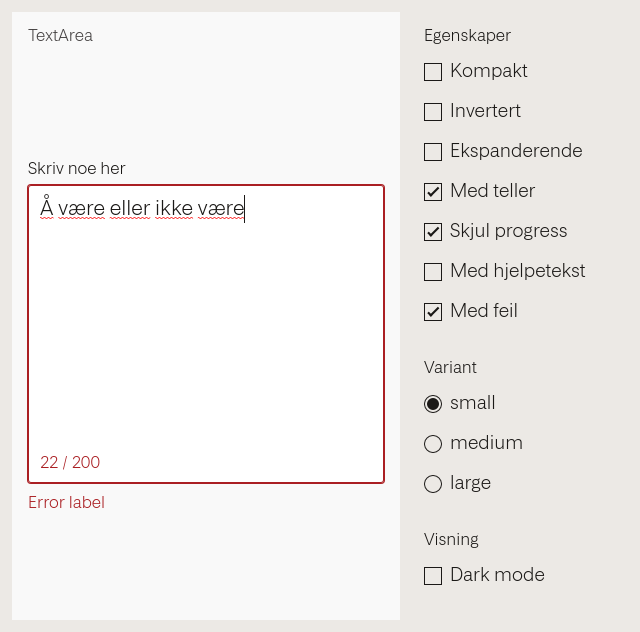 TextArea
Skriv noe her
Å være eller ikke være
22 / 200
Error label
Egenskaper
Kompakt
Invertert
Ekspanderende
Med teller
Skjul progress
Med hjelpetekst
Med feil
Variant
small
medium
large
Visning
Dark mode